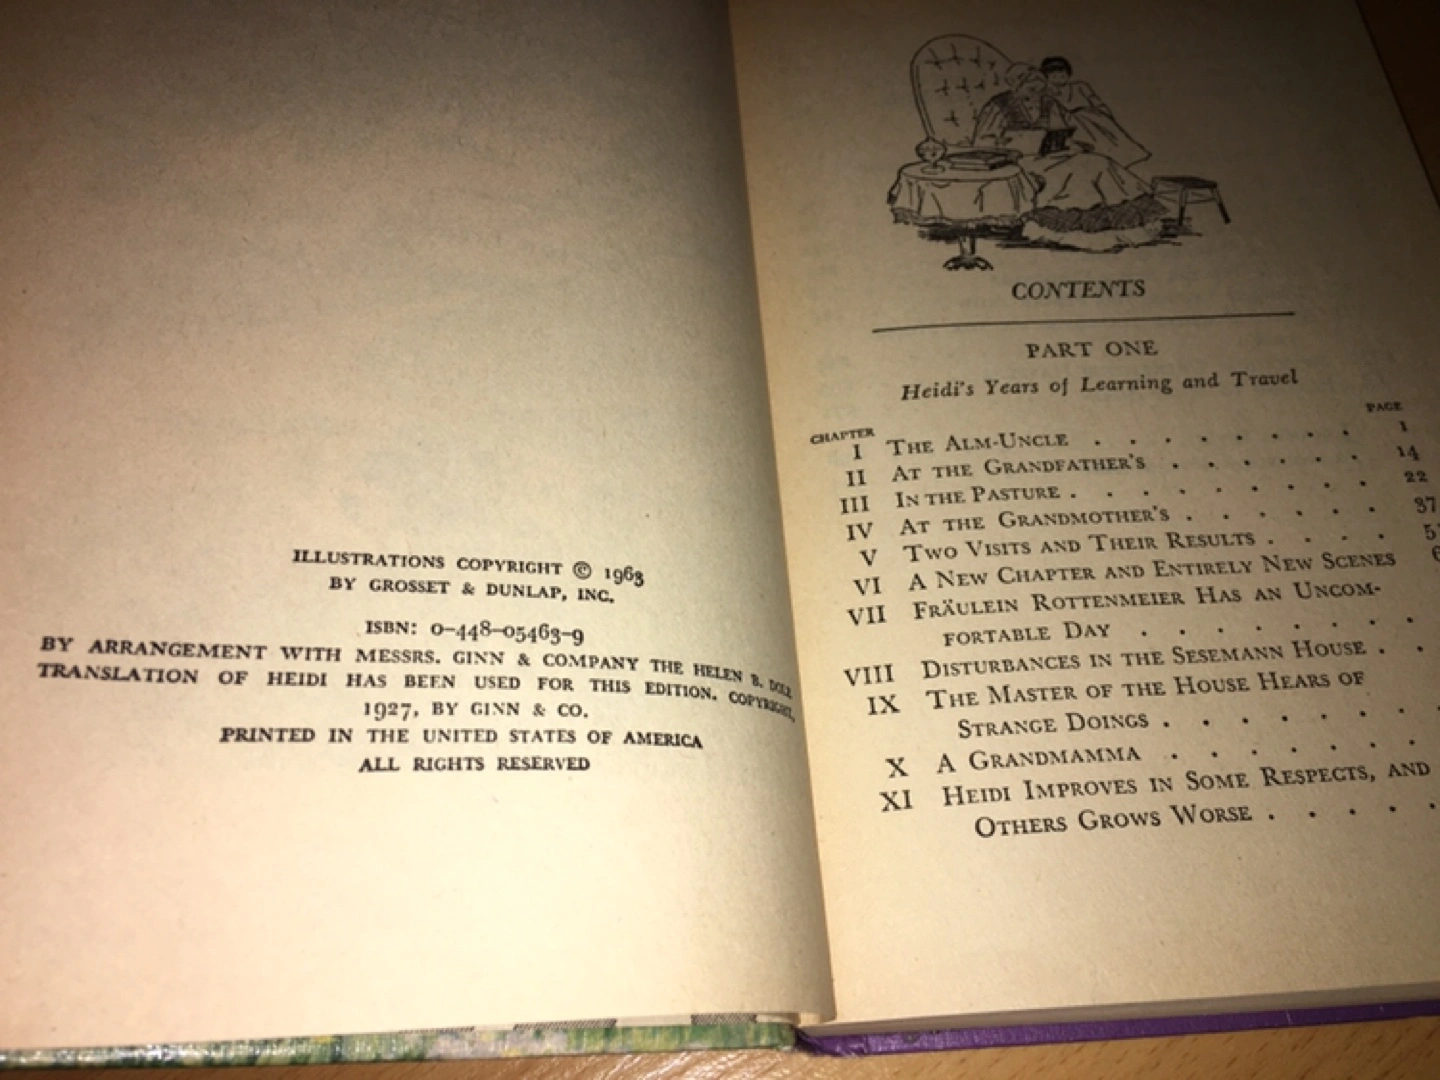 ILLUSTRATIONS COPYRIGHT © 1963
BY GROSSET & DUNLAP, INC.
ISBN: 0-448-05463-9
BY ARRANGEMENT WITH MESSRS. GINN & COMPANY THE HELEN B. DOLE
TRANSLATION OF HEIDI HAS BEEN USED FOR THIS EDITION. COPYRIGHT,
1927, BY GINN & CO.
PRINTED IN THE UNITED STATES OF AMERICA
ALL RIGHTS RESERVED
CONTENTS
PART ONE
Heidi's Years of Learning and Travel
CHAPTER PAGE
I THE ALM-UNCLE . . . . . . . . 1
II AT THE GRANDFATHER'S . . . . . . 14
III IN THE PASTURE . . . . . . . . . 22
IV AT THE GRANDMOTHER'S . . . . . . 37
V TWO VISITS AND THEIR RESULTS . . . . 5
VI A NEW CHAPTER AND ENTIRELY NEW SCENES 6
VII FRÄULEIN ROTTENMEIER HAS AN UNCOM-
FORTABLE DAY . . . . . . . .
VIII DISTURBANCES IN THE SESEMANN HOUSE . .
IX THE MASTER OF THE HOUSE HEARS OF
STRANGE DOINGS . . . . . . . .
X A GRANDMAMMA . . . . . . .
XI HEIDI IMPROVES IN SOME RESPECTS, AND
OTHERS GROWS WORSE . . . . .